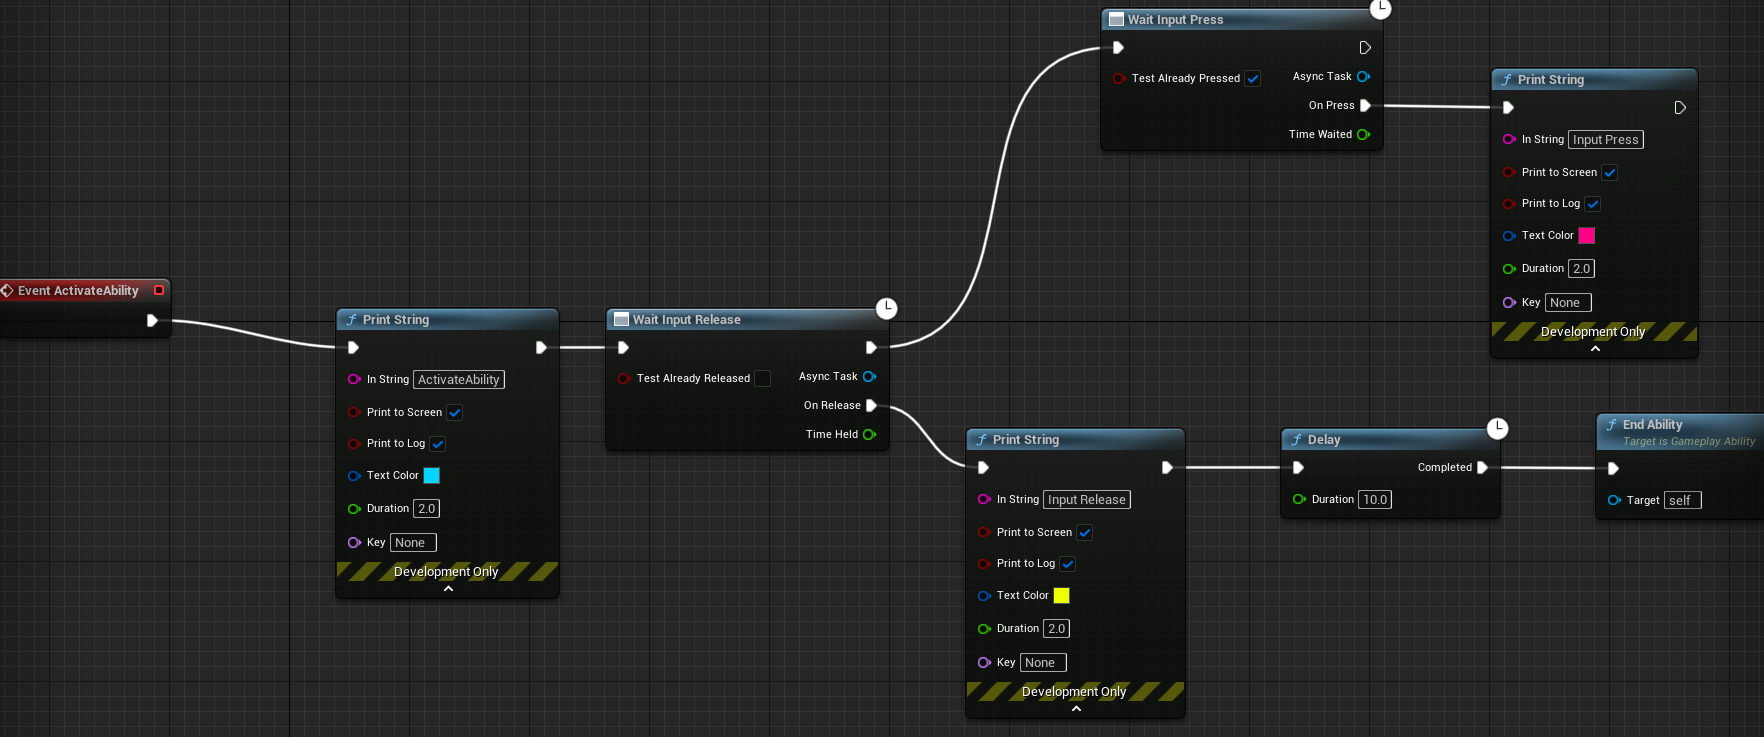 Event ActivateAbility
Print String
In String ActivateAbility
Print to Screen
Print to Log
Text Color
Duration 2.0
Key None
Development Only
Wait Input Release
Test Already Released
Async Task
On Release
Time Held
Wait Input Press
Test Already Pressed
Async Task
On Press
Time Waited
Print String
In String Input Press
Print to Screen
Print to Log
Text Color
Duration 2.0
Key None
Development Only
Print String
In String Input Release
Print to Screen
Print to Log
Text Color
Duration 2.0
Key None
Development Only
Delay
Completed
Duration 10.0
End Ability
Target is Gameplay Ability
Target self